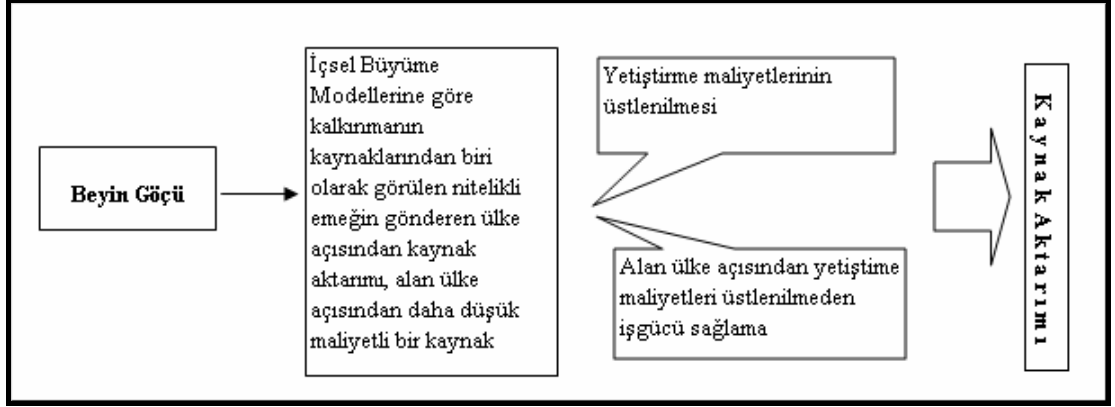 Beyin Göçü
İçsel Büyüme
Modellerine göre
kalkınmanın
kaynaklarından biri
olarak görülen nitelikli
emeğin gönderen ülke
açısından kaynak
aktarımı, alan ülke
açısından daha düşük
maliyetli bir kaynak
Yetiştirme maliyetlerinin
üstlenilmesi
Alan ülke açısından yetiştime
maliyetleri üstlenilmeden
işgücü sağlama
Kaynak Aktarımı